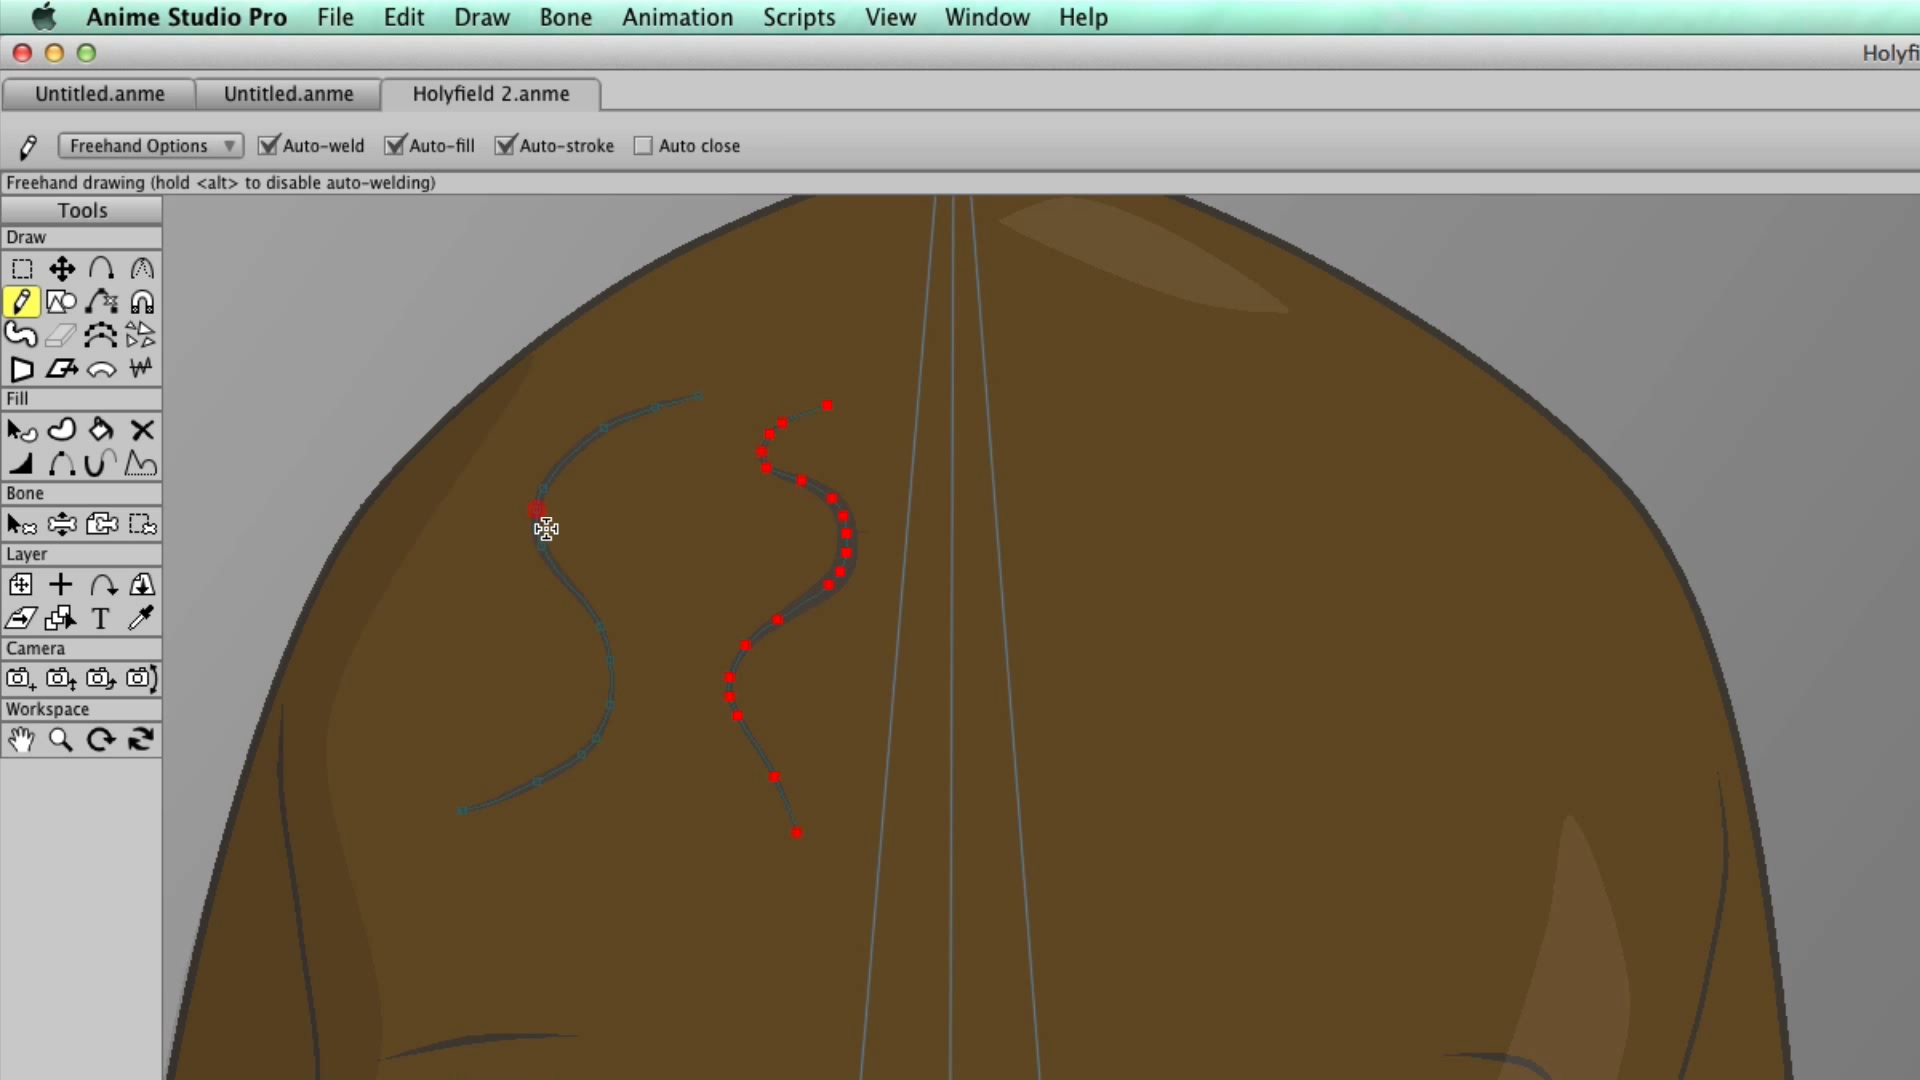 Anime Studio Pro File Edit Draw Bone Animation Scripts View Window Help
Holyfi
Untitled.anme Untitled.anme Holyfield 2.anme
Freehand Options Auto-weld Auto-fill Auto-stroke Auto close
Freehand drawing (hold <alt> to disable auto-welding)
Tools
Draw
Fill
Bone
Layer
T
Camera
Workspace